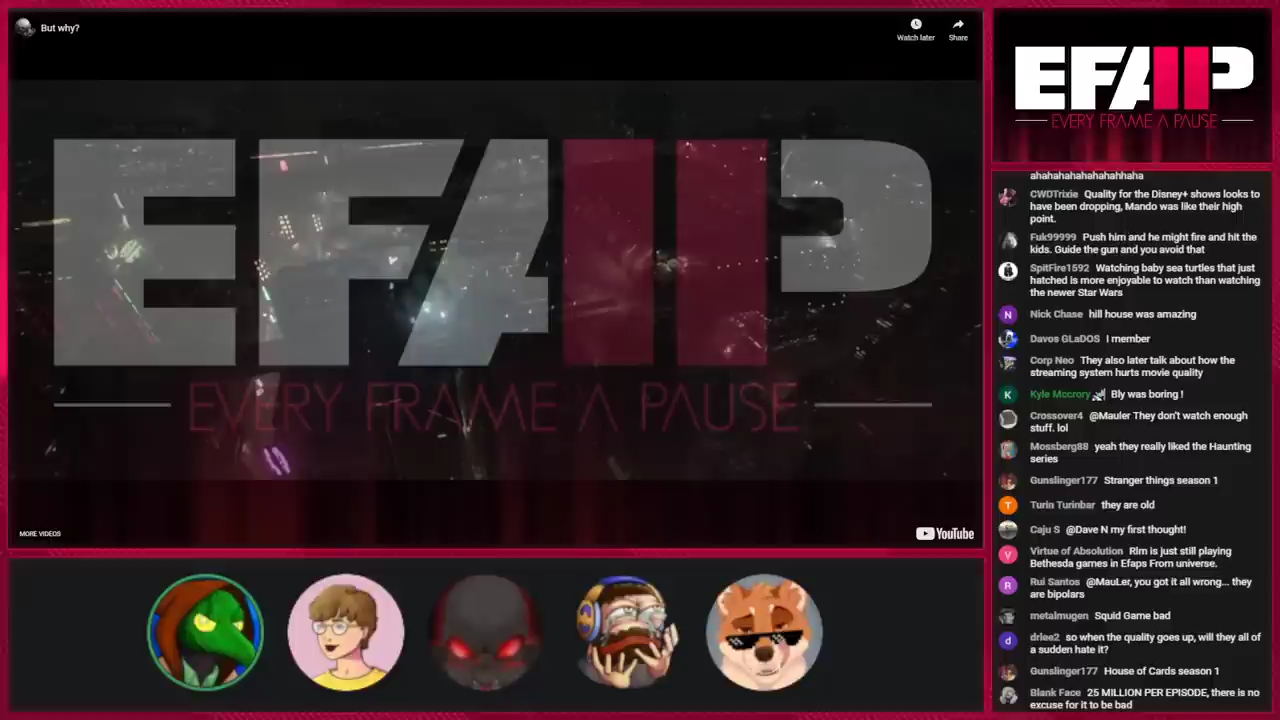 But why?
Watch later
Share
EFAP
EVERY FRAME A PAUSE
MORE VIDEOS
YouTube
EFAP
EVERY FRAME A PAUSE
ahahahahahahahhaha
CWDTrixie Quality for the Disney+ shows looks to
have been dropping, Mando was like their high
point.
Fuk99999 Push him and he might fire and hit the
kids. Guide the gun and you avoid that
SpitFire1592 Watching baby sea turtles that just
hatched is more enjoyable to watch than watching
the newer Star Wars
N
Nick Chase hill house was amazing
Davos GLaDOS I member
Corp Neo They also later talk about how the
streaming system hurts movie quality
K
Kyle Mccrory Bly was boring !
Crossover4 @Mauler They don't watch enough
stuff. lol
Mossberg88 yeah they really liked the Haunting
series
Gunslinger177 Stranger things season 1
T
Turin Turinbar they are old
Caju S @Dave N my first thought!
V
Virtue of Absolution Rlm is just still playing
Bethesda games in Efaps From universe.
R
Rui Santos @MauLer, you got it all wrong... they
are bipolars
metalmugen Squid Game bad
d
drlee2 so when the quality goes up, will they all of
a sudden hate it?
Gunslinger177 House of Cards season 1
Blank Face 25 MILLION PER EPISODE, there is no
excuse for it to be bad